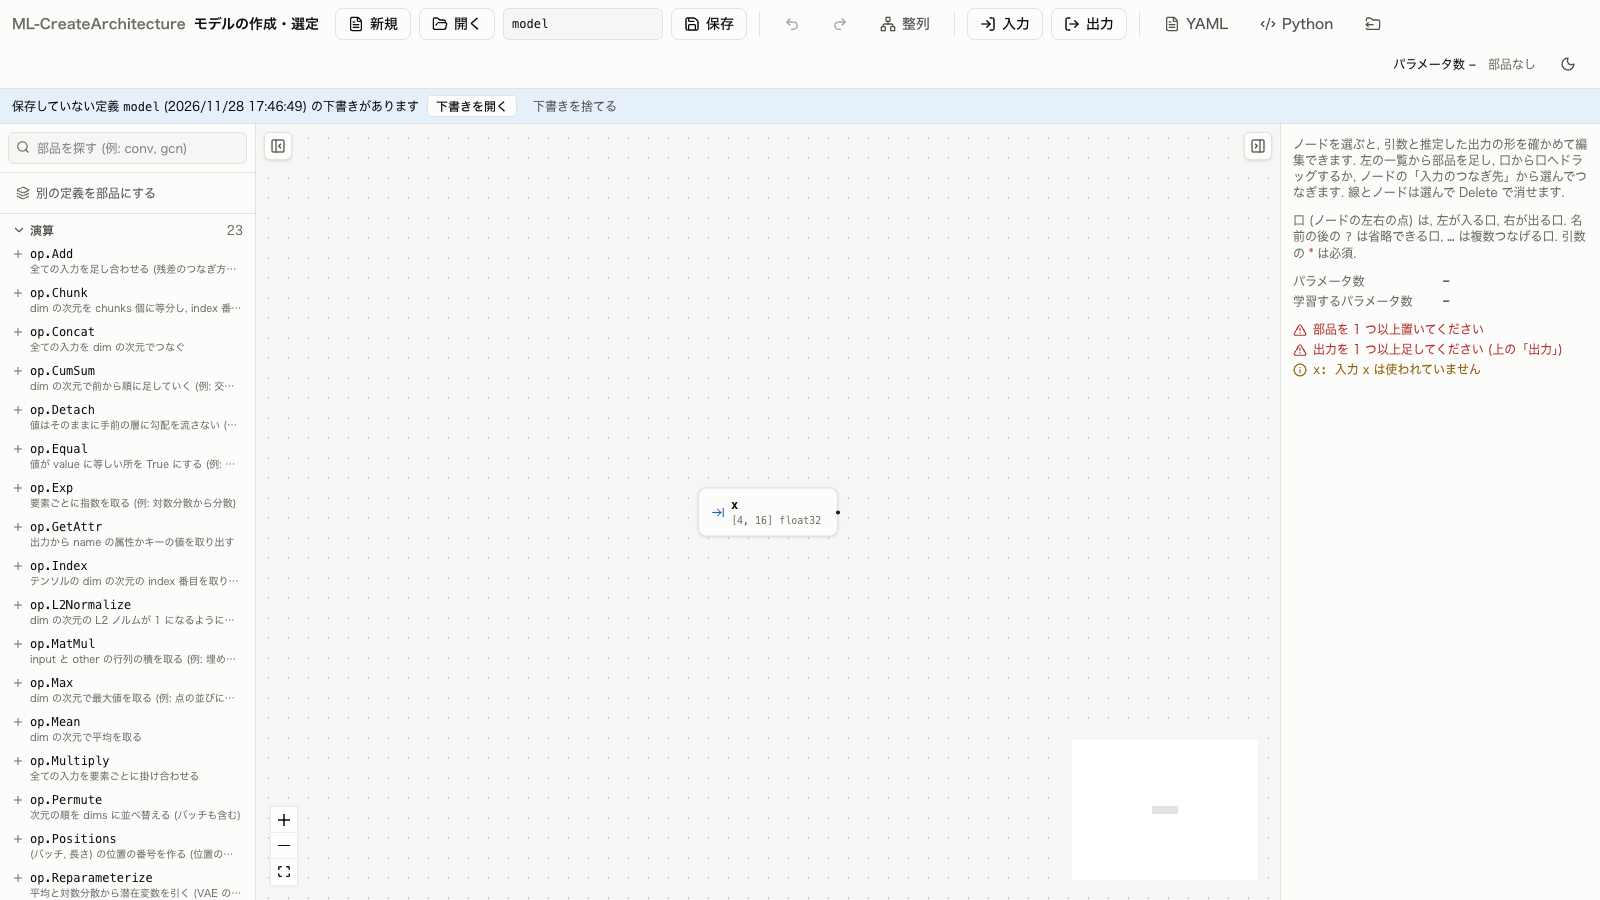 ML-CreateArchitecture モデルの作成・選定 新規 開く model 保存 整列 入力 出力 YAML Python
パラメータ数 – 部品なし
保存していない定義 model (2026/11/28 17:46:49) の下書きがあります 下書きを開く 下書きを捨てる
部品を探す (例: conv, gcn)
別の定義を部品にする
演算 23
op.Add
全ての入力を足し合わせる (残差のつなぎ方…
op.Chunk
dim の次元を chunks 個に等分し, index 番…
op.Concat
全ての入力を dim の次元でつなぐ
op.CumSum
dim の次元で前から順に足していく (例: 交…
op.Detach
値はそのままに手前の層に勾配を流さない (…
op.Equal
値が value に等しい所を True にする (例: …
op.Exp
要素ごとに指数を取る (例: 対数分散から分散)
op.GetAttr
出力から name の属性かキーの値を取り出す
op.Index
テンソルの dim の次元の index 番目を取り…
op.L2Normalize
dim の次元の L2 ノルムが 1 になるように…
op.MatMul
input と other の行列の積を取る (例: 埋め…
op.Max
dim の次元で最大値を取る (例: 点の並びに…
op.Mean
dim の次元で平均を取る
op.Multiply
全ての入力を要素ごとに掛け合わせる
op.Permute
次元の順を dims に並べ替える (バッチも含む)
op.Positions
(バッチ, 長さ) の位置の番号を作る (位置の…
op.Reparameterize
平均と対数分散から潜在変数を引く (VAE の…
x
[4, 16] float32
ノードを選ぶと, 引数と推定した出力の形を確かめて編
集できます. 左の一覧から部品を足し, 口から口へドラ
ッグするか, ノードの「入力のつなぎ先」から選んでつ
なぎます. 線とノードは選んで Delete で消せます.
口 (ノードの左右の点) は, 左が入る口, 右が出る口. 名
前の後の ? は省略できる口, … は複数つなげる口. 引数
の * は必須.
パラメータ数 –
学習するパラメータ数 –
部品を 1 つ以上置いてください
出力を 1 つ以上足してください (上の「出力」)
x: 入力 x は使われていません